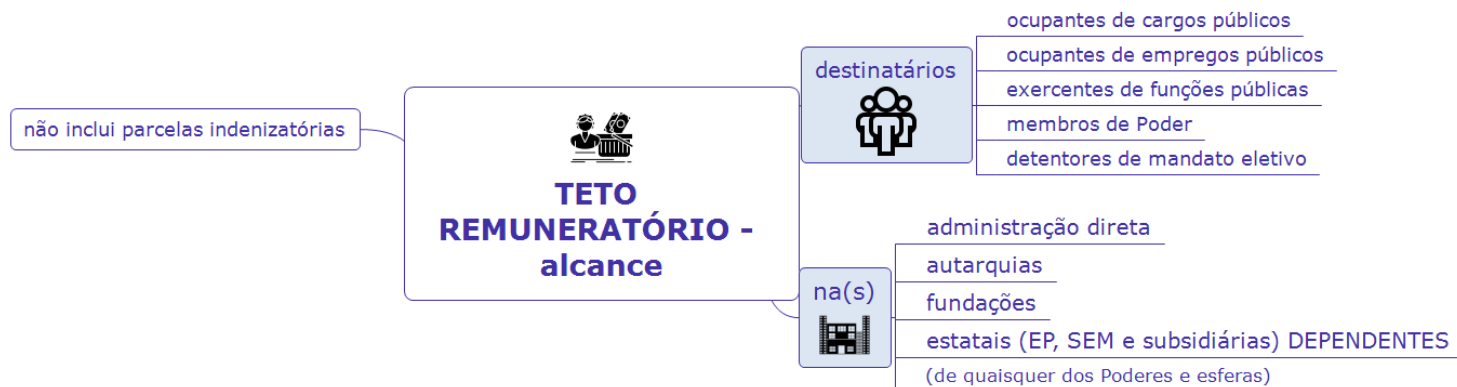 não inclui parcelas indenizatórias
TETO
REMUNERATÓRIO -
alcance
destinatários
ocupantes de cargos públicos
ocupantes de empregos públicos
exercentes de funções públicas
membros de Poder
detentores de mandato eletivo
na(s)
administração direta
autarquias
fundações
estatais (EP, SEM e subsidiárias) DEPENDENTES
(de quaisquer dos Poderes e esferas)